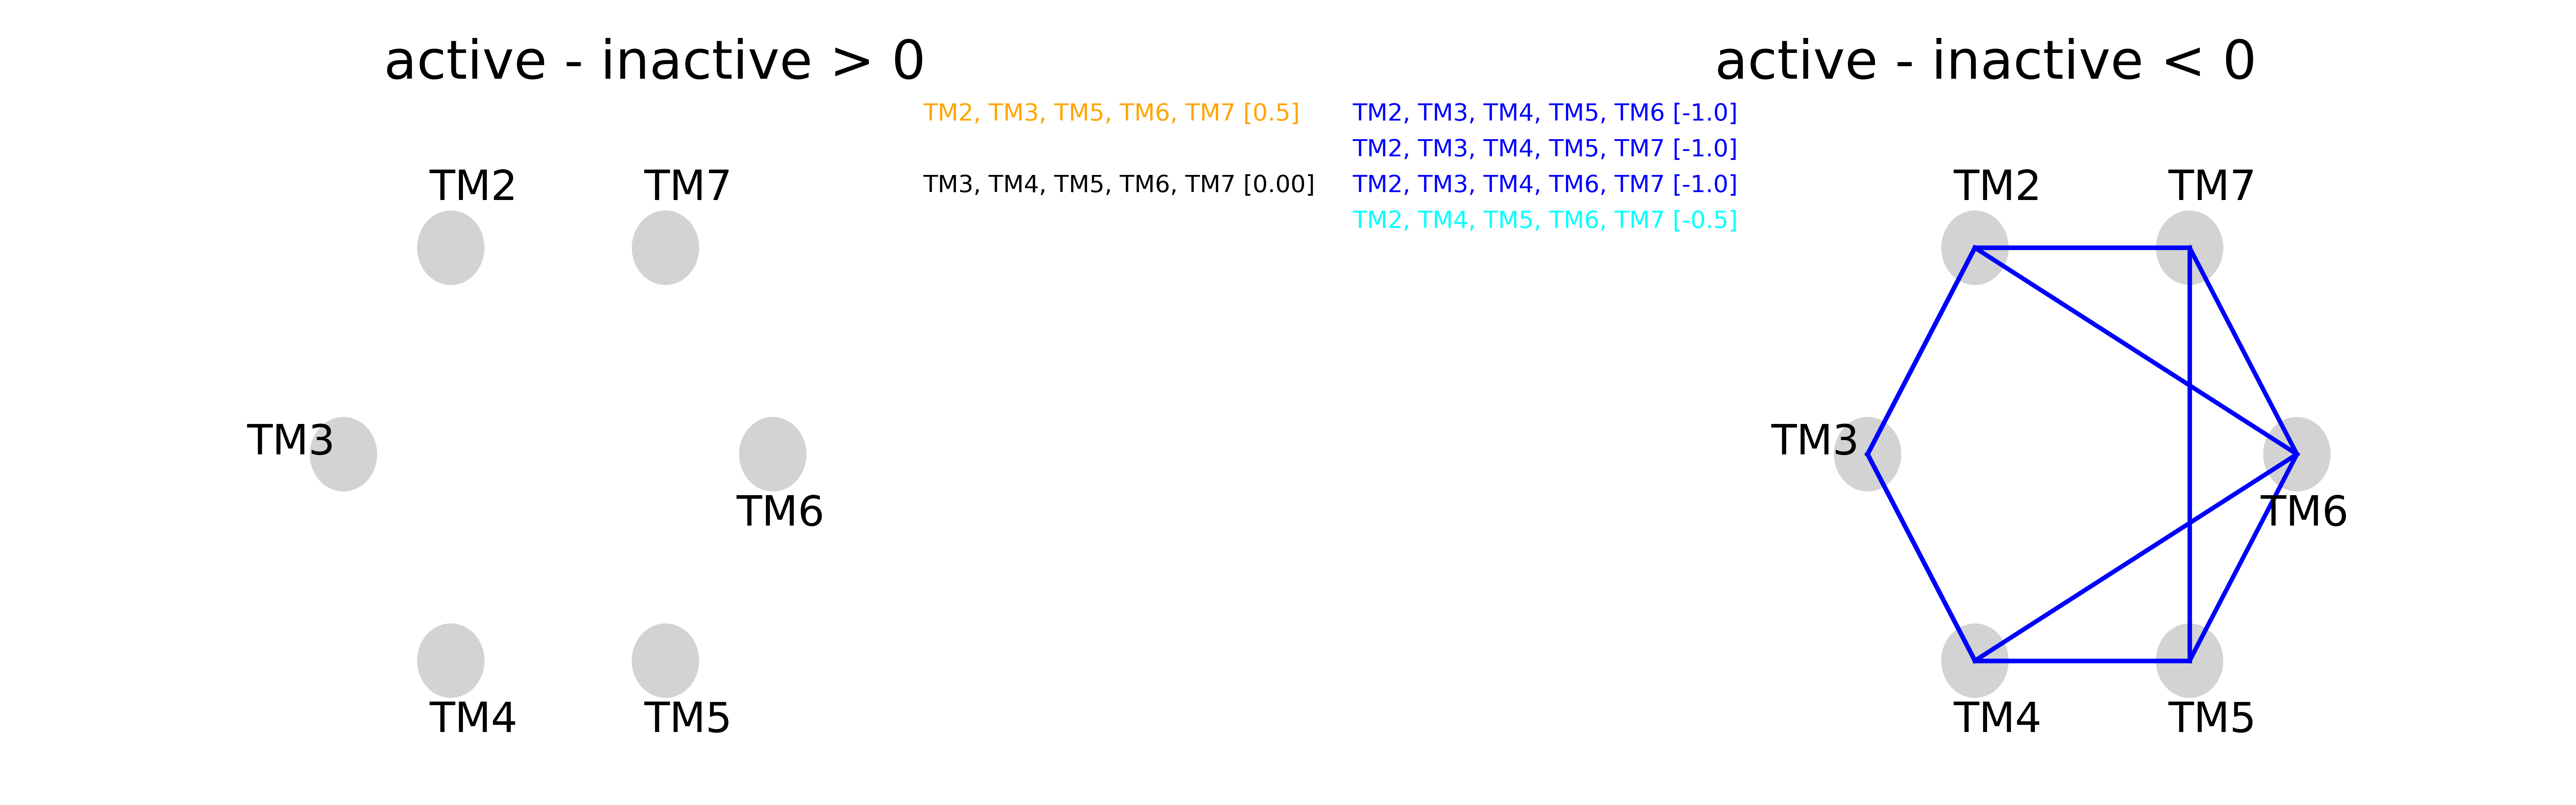 active - inactive > 0
active - inactive < 0
TM2, TM3, TM5, TM6, TM7 [0.5]
TM3, TM4, TM5, TM6, TM7 [0.00]
TM2, TM3, TM4, TM5, TM6 [-1.0]
TM2, TM3, TM4, TM5, TM7 [-1.0]
TM2, TM3, TM4, TM6, TM7 [-1.0]
TM2, TM4, TM5, TM6, TM7 [-0.5]
TM2
TM7
TM3
TM6
TM4
TM5
TM2
TM7
TM3
TM6
TM4
TM5